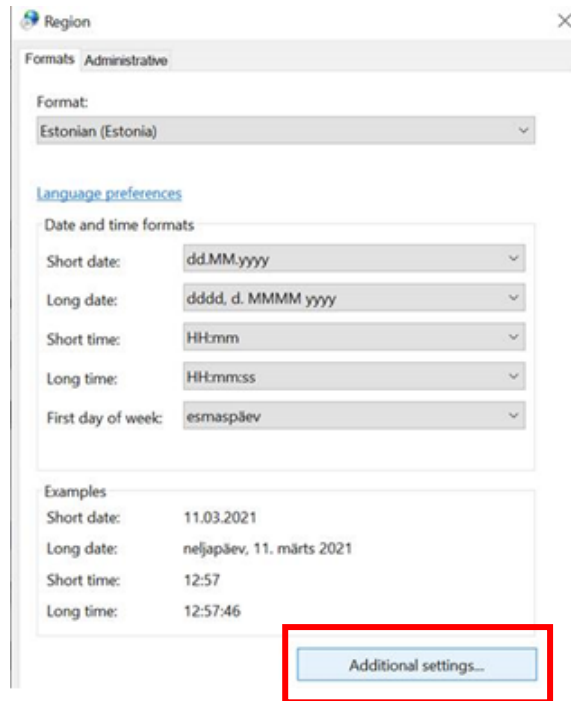 Region
Formats Administrative
Format:
Estonian (Estonia)
Language preferences
Date and time formats
Short date: dd.MM.yyyy
Long date: dddd, d. MMMM yyyy
Short time: HH:mm
Long time: HH:mm:ss
First day of week: esmaspäev
Examples
Short date: 11.03.2021
Long date: neljapäev, 11. märts 2021
Short time: 12:57
Long time: 12:57:46
Additional settings...